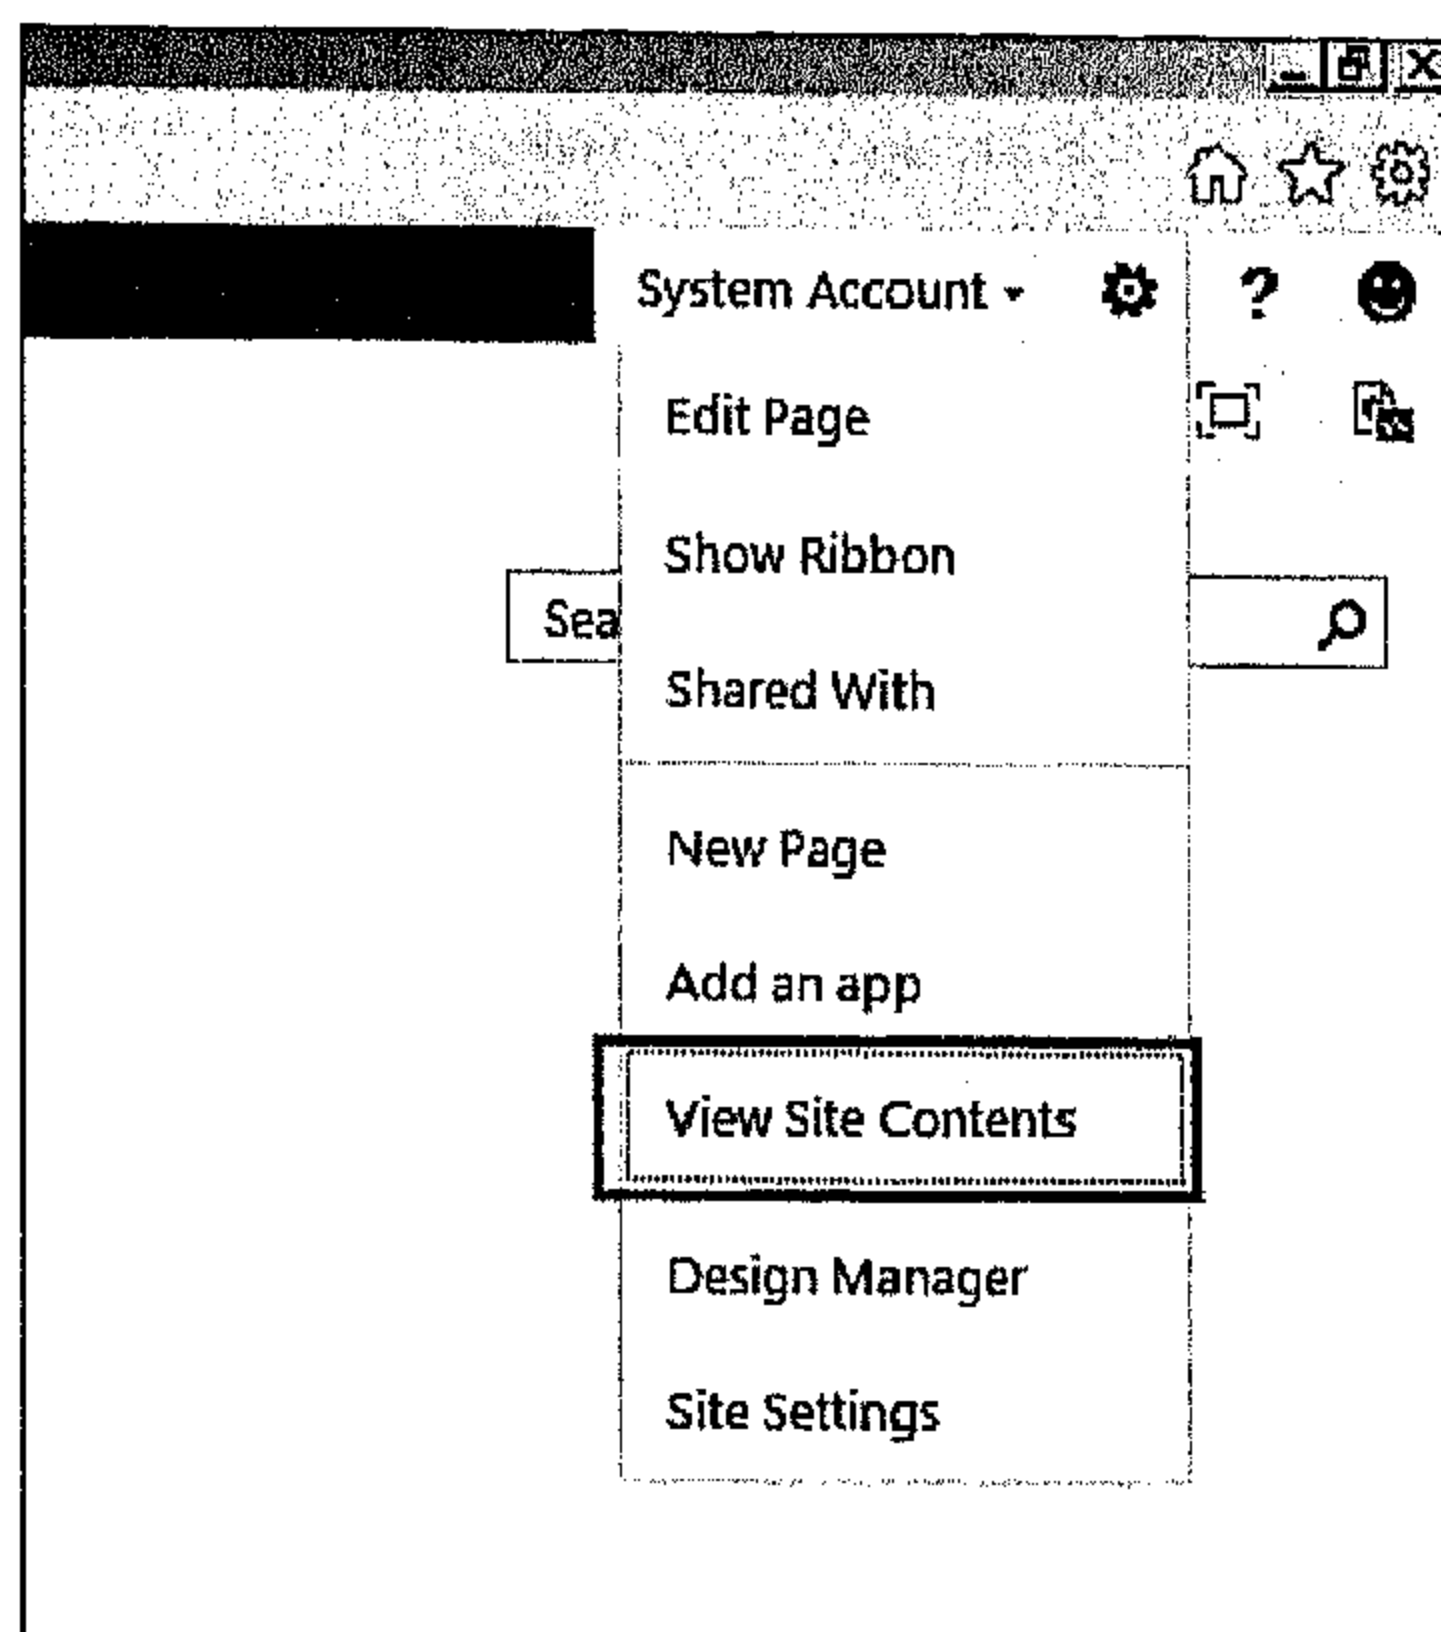 System Account
?
Edit Page
Show Ribbon
Sea
Shared With
New Page
Add an app
View Site Contents
Design Manager
Site Settings